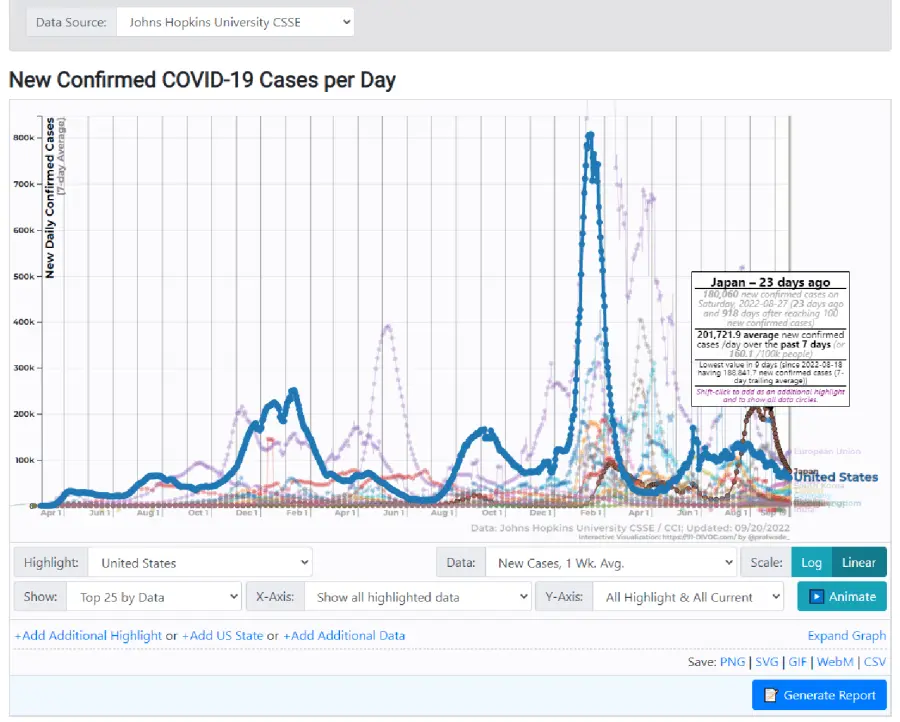 Data Source: Johns Hopkins University CSSE
New Confirmed COVID-19 Cases per Day
New Daily Confirmed Cases
(7-day Average)
800k
700k
600k
500k
400k
300k
200k
100k
0
Japan – 23 days ago
180,060 new confirmed cases on
Saturday, 2022-08-27 (23 days ago
and 918 days after reaching 100
new confirmed cases)
201,721.9 average new confirmed
cases /day over the past 7 days (or
160.1 /100k people)
Lowest value in 9 days (since 2022-08-18
having 188,841.7 new confirmed cases (7-
day trailing average))
Shift-click to add as an additional highlight
and to show all data circles.
European Union
Japan
United States
Apr 1 Jun 1 Aug 1 Oct 1 Dec 1 Feb 1 Apr 1 Jun 1 Aug 1 Oct 1 Dec 1 Feb 1 Apr 1 Jun 1 Aug 1
Data: Johns Hopkins University CSSE / CCI; Updated: 09/20/2022
Interactive Visualization: https://91-DIVOC.com/ by @profwade_
Highlight: United States Data: New Cases, 1 Wk. Avg. Scale: Log Linear
Show: Top 25 by Data X-Axis: Show all highlighted data Y-Axis: All Highlight & All Current Animate
+Add Additional Highlight or +Add US State or +Add Additional Data Expand Graph
Save: PNG | SVG | GIF | WebM | CSV
Generate Report